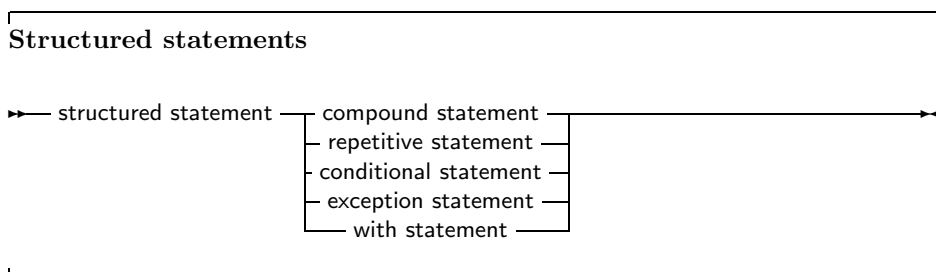 Structured statements
structured statement compound statement
repetitive statement
conditional statement
exception statement
with statement